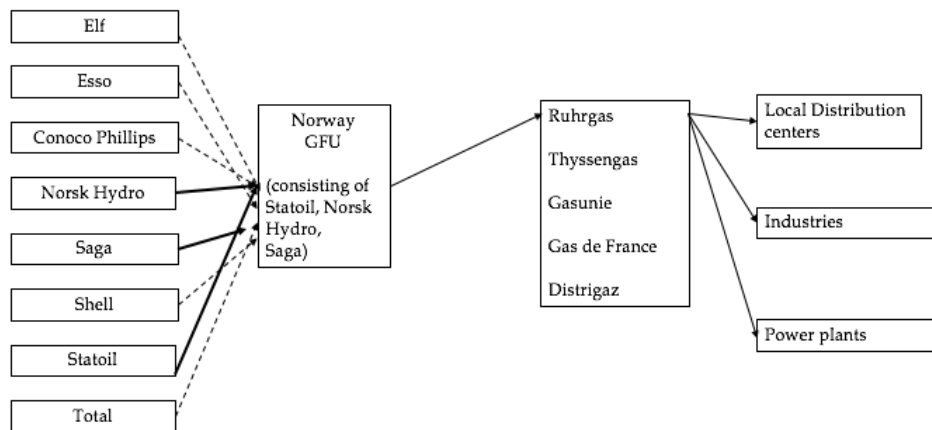 Elf
Esso
Conoco Phillips
Norsk Hydro
Saga
Shell
Statoil
Total
Norway
GFU
(consisting of
Statoil, Norsk
Hydro,
Saga)
Ruhrgas
Thyssengas
Gasunie
Gas de France
Distrigaz
Local Distribution
centers
Industries
Power plants